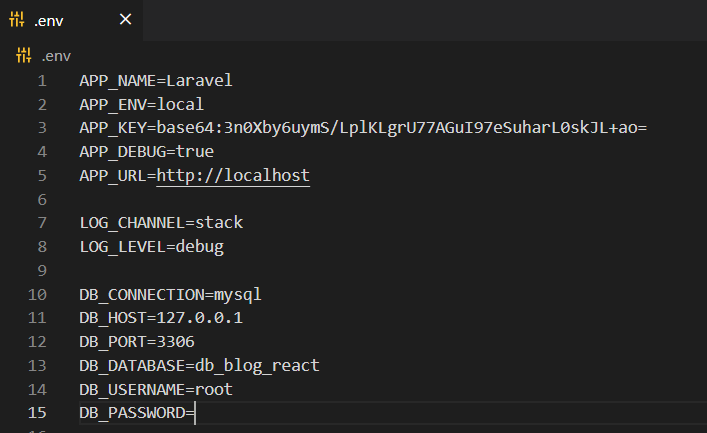 .env
.env
1 APP_NAME=Laravel
2 APP_ENV=local
3 APP_KEY=base64:3n0Xby6uymS/LplKLgrU77AGuI97eSuharL0skJL+ao=
4 APP_DEBUG=true
5 APP_URL=http://localhost
6
7 LOG_CHANNEL=stack
8 LOG_LEVEL=debug
9
10 DB_CONNECTION=mysql
11 DB_HOST=127.0.0.1
12 DB_PORT=3306
13 DB_DATABASE=db_blog_react
14 DB_USERNAME=root
15 DB_PASSWORD=